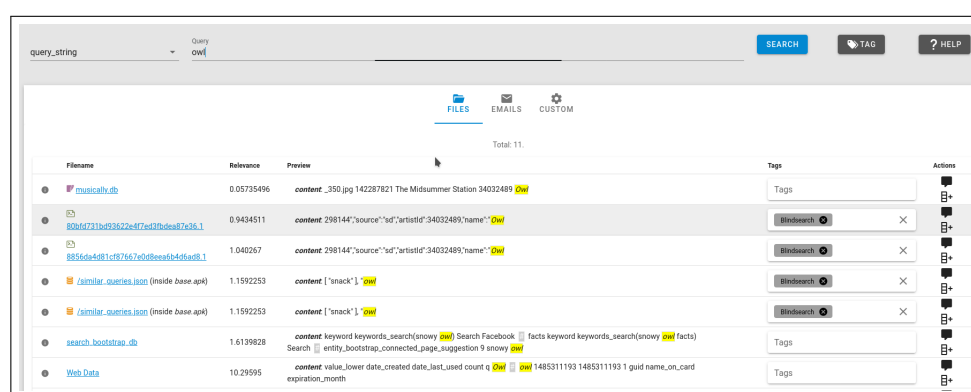 Query
query_string
owl
SEARCH
TAG
? HELP
FILES
EMAILS
CUSTOM
Total: 11.
Filename Relevance Preview Tags Actions
musically.db 0.05735496 content: _350.jpg 142287821 The Midsummer Station 34032489 Owl Tags
80bfd731bd93622e4f7ed3fbdea87e36.1 0.9434511 content: 298144","source":"sd","artistId":34032489,"name":"Owl Blindsearch
8856da4d81cf87667e0d8eea6b4d6ad8.1 1.040267 content: 298144","source":"sd","artistId":34032489,"name":"Owl Blindsearch
/similar_queries.json (inside base.apk) 1.1592253 content: [ "snack" ], "owl Blindsearch
/similar_queries.json (inside base.apk) 1.1592253 content: [ "snack" ], "owl Blindsearch
search_bootstrap_db 1.6139828 content: keyword keywords_search(snowy owl) Search Facebook facts keyword keywords_search(snowy owl facts) Tags
Search entity_bootstrap_connected_page_suggestion 9 snowy owl
Web Data 10.29595 content: value_lower date_created date_last_used count q Owl owl 1485311193 1485311193 1 guid name_on_card Tags
expiration_month